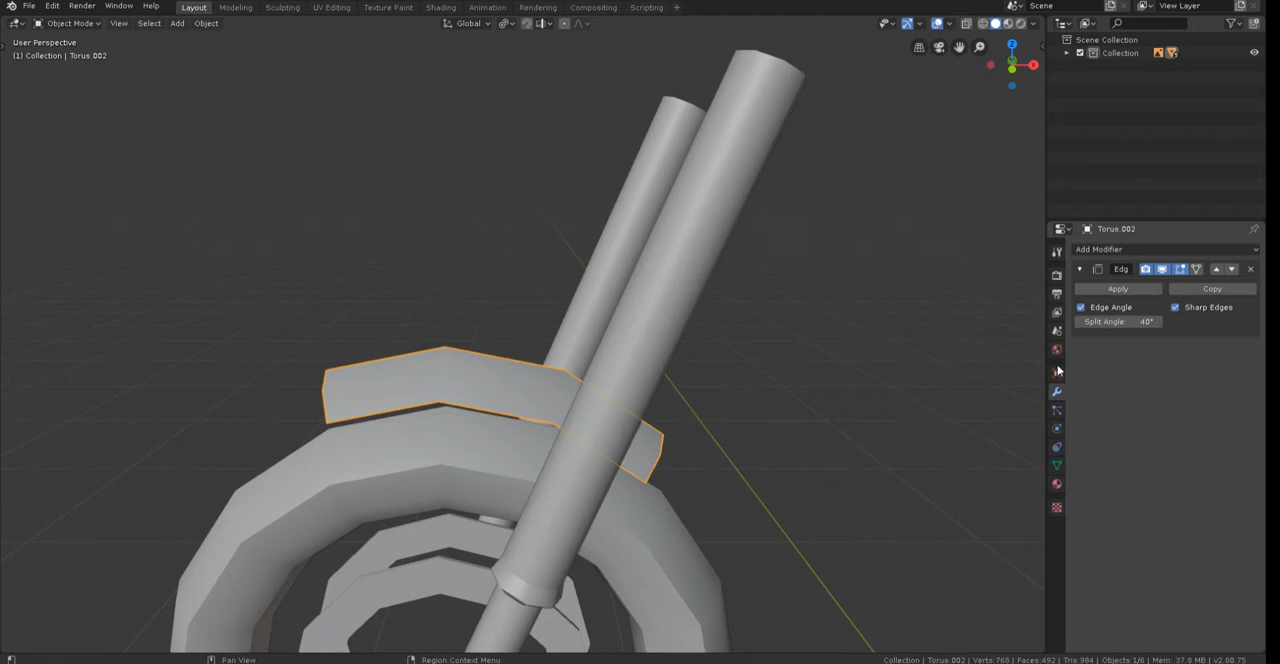 File Edit Render Window Help Layout Modeling Sculpting UV Editing Texture Paint Shading Animation Rendering Compositing Scripting + Scene View Layer
Object Mode View Select Add Object Global
User Perspective
(1) Collection | Torus.002
Z
X
Scene Collection
Collection
5
Torus.002
Add Modifier
Edg
Apply Copy
Edge Angle Sharp Edges
Split Angle: 40°
Pan View Region Context Menu Collection | Torus.002 | Verts:768 | Faces:492 | Tris:984 | Objects:1/6 | Mem: 37.8 MB | v2.80.75